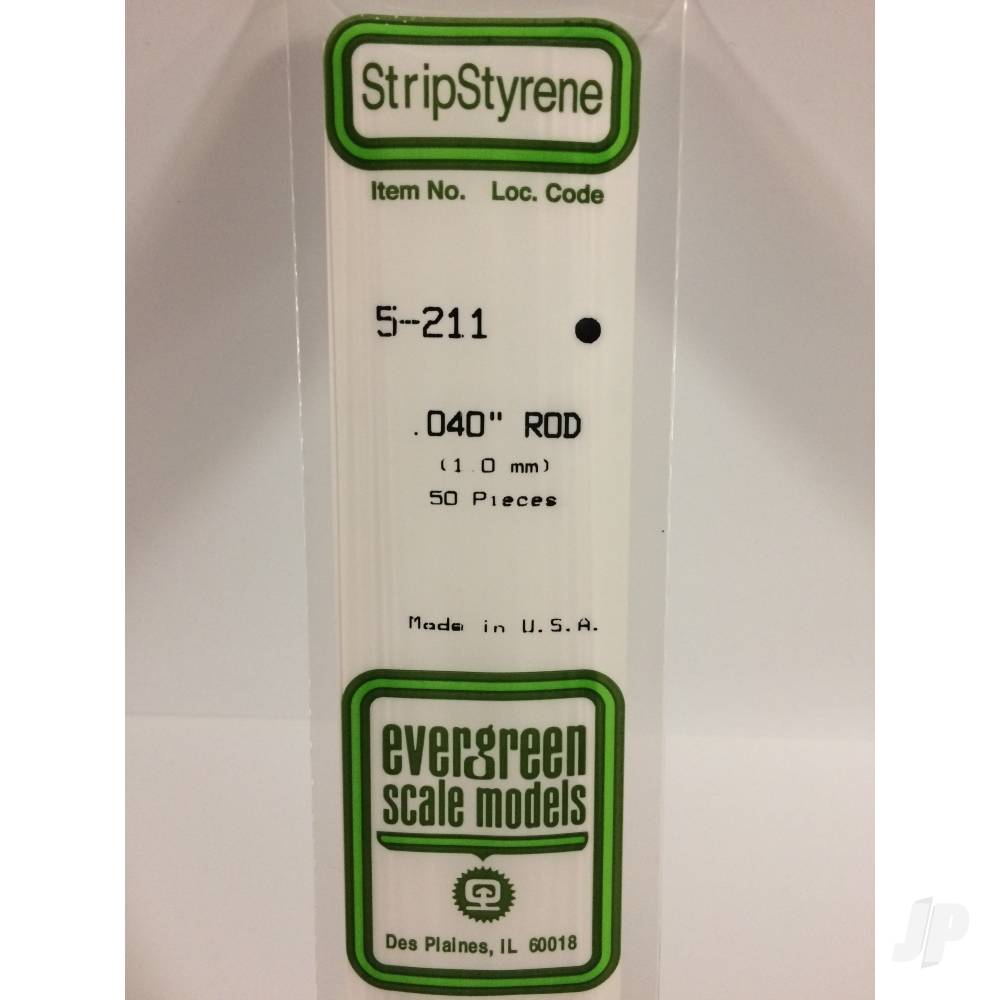 StripStyrene
Item No. Loc. Code
5-211 ●
.040" ROD
(1.0 mm)
50 Pieces
Made in U.S.A.
evergreen
scale models
Des Plaines, IL 60018
JP